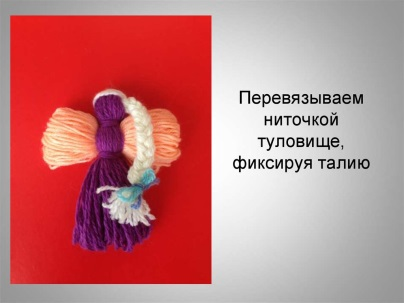 Перевязываем
ниточкой
туловище,
фиксируя талию